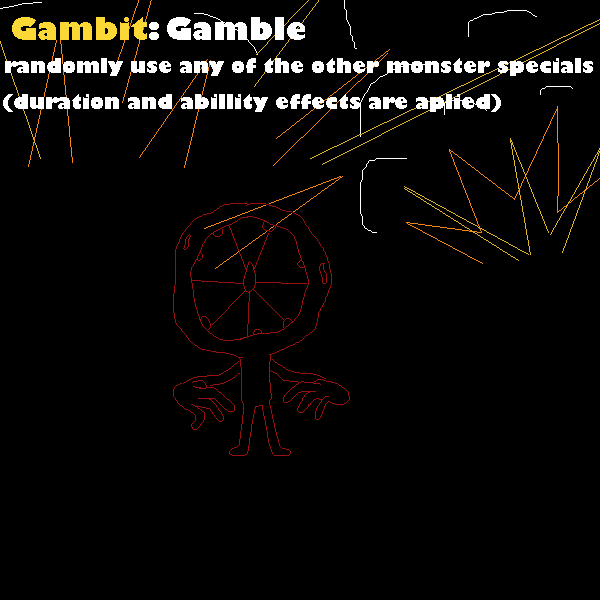 Gambit: Gamble
randomly use any of the other monster specials
(duration and abillity effects are aplied)